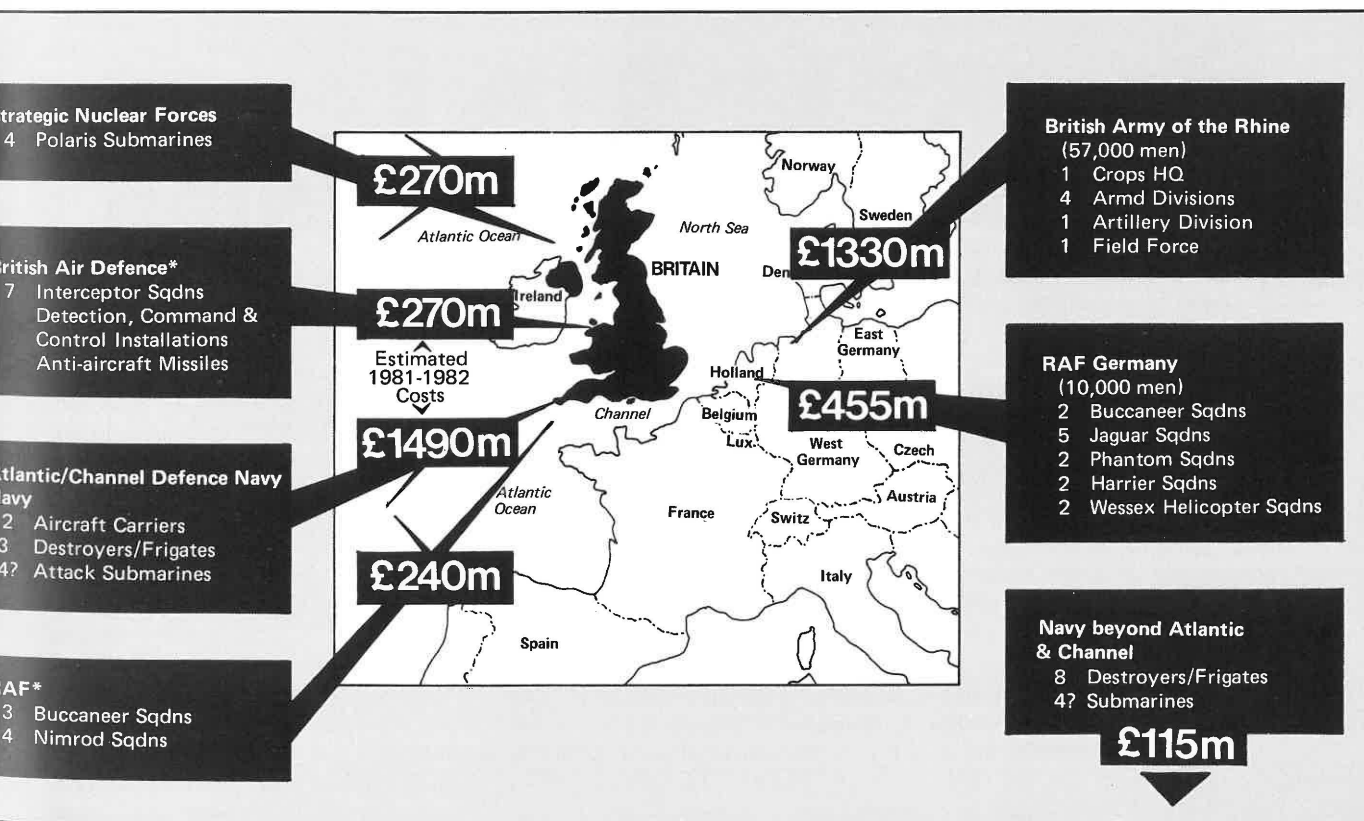 trategic Nuclear Forces
4 Polaris Submarines
£270m
ritish Air Defence*
7 Interceptor Sqdns
Detection, Command &
Control Installations
Anti-aircraft Missiles
£270m
Estimated
1981-1982
Costs
tlantic/Channel Defence Navy
avy
2 Aircraft Carriers
3 Destroyers/Frigates
4? Attack Submarines
£1490m
AF*
3 Buccaneer Sqdns
4 Nimrod Sqdns
£240m
Atlantic Ocean
North Sea
Norway
Sweden
BRITAIN
Den
Ireland
East
Germany
Holland
Channel
Belgium
Lux.
West
Germany
Czech
Austria
Atlantic
Ocean
France
Switz
Italy
Spain
British Army of the Rhine
(57,000 men)
1 Crops HQ
4 Armd Divisions
1 Artillery Division
1 Field Force
£1330m
RAF Germany
(10,000 men)
2 Buccaneer Sqdns
5 Jaguar Sqdns
2 Phantom Sqdns
2 Harrier Sqdns
2 Wessex Helicopter Sqdns
£455m
Navy beyond Atlantic
& Channel
8 Destroyers/Frigates
4? Submarines
£115m